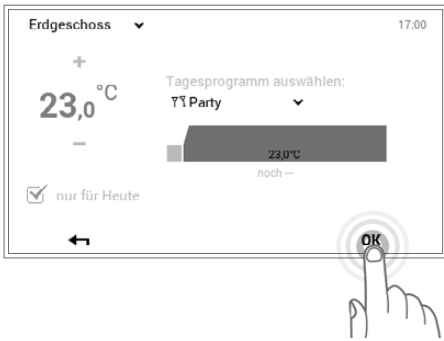 Erdgeschoss
17:00
+
23,0 °C
−
Tagesprogramm auswählen:
Party
23,0°C
noch —
nur für Heute
OK